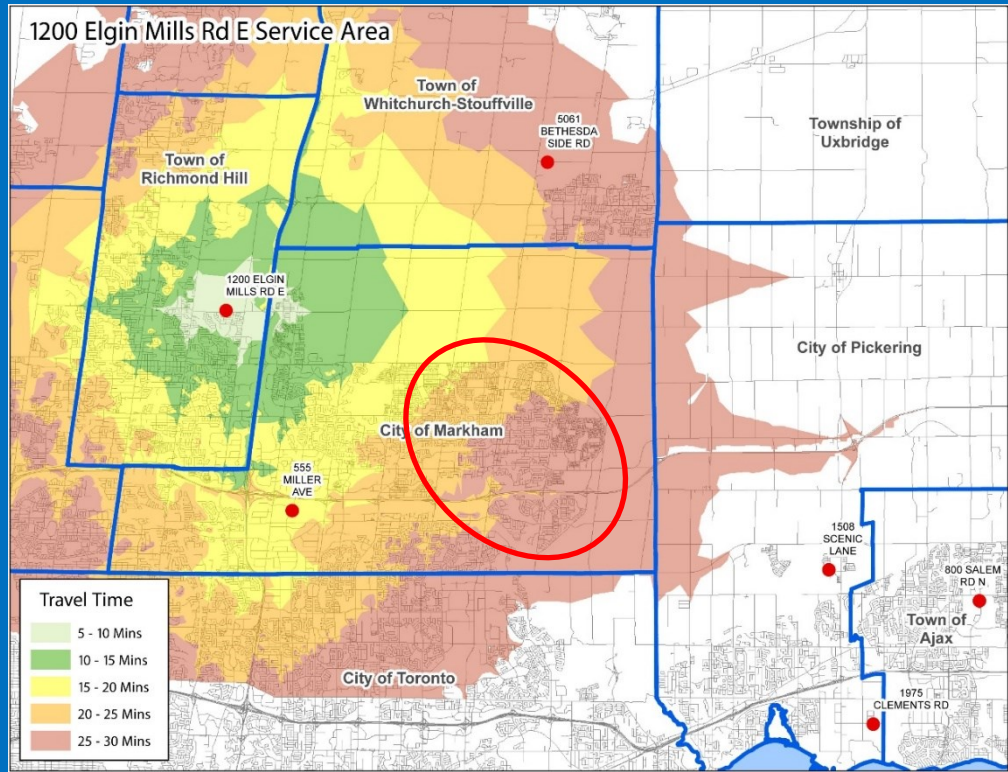 1200 Elgin Mills Rd E Service Area
Town of
Whitchurch-Stouffville
5061
BETHESDA
SIDE RD
Township of
Uxbridge
Town of
Richmond Hill
1200 ELGIN
MILLS RD E
City of Pickering
City of Markham
555
MILLER
AVE
1508
SCENIC
LANE
800 SALEM
RD N
Town of
Ajax
City of Toronto
1975
CLEMENTS RD
Travel Time
5 - 10 Mins
10 - 15 Mins
15 - 20 Mins
20 - 25 Mins
25 - 30 Mins